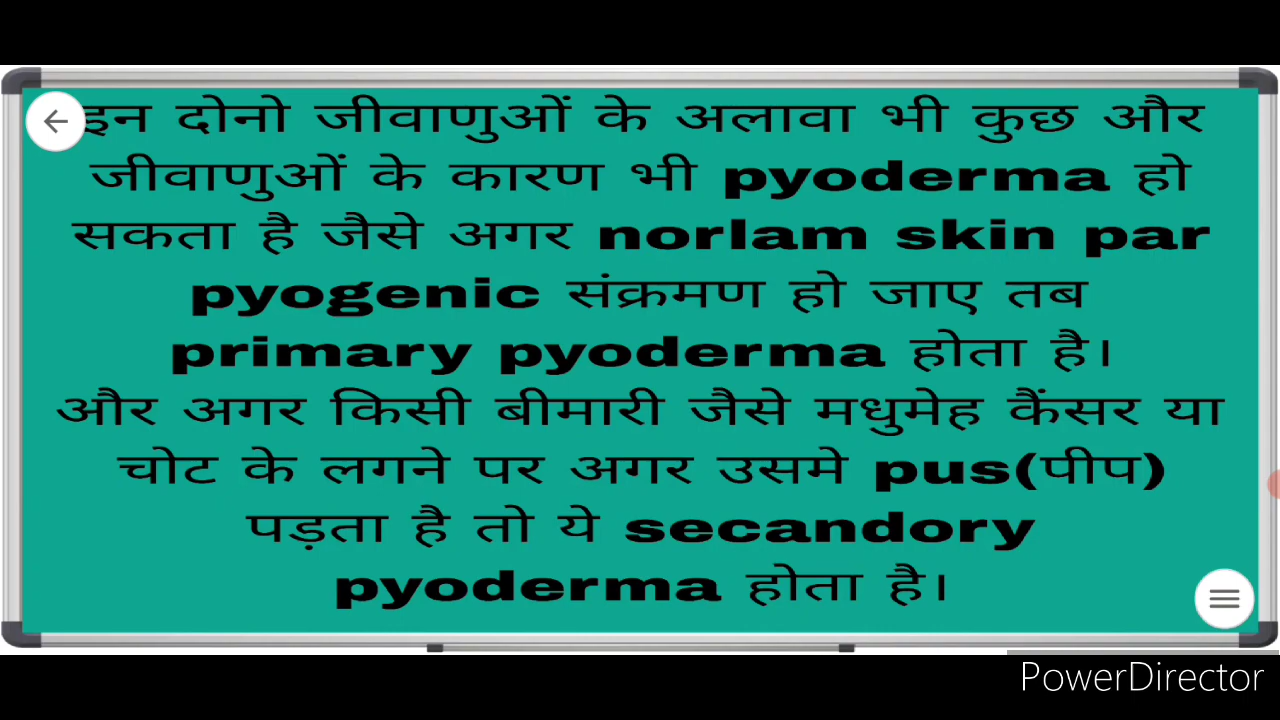 इन दोनो जीवाणुओं के अलावा भी कुछ और
जीवाणुओं के कारण भी pyoderma हो
सकता है जैसे अगर norlam skin par
pyogenic संक्रमण हो जाए तब
primary pyoderma होता है।
और अगर किसी बीमारी जैसे मधुमेह कैंसर या
चोट के लगने पर अगर उसमे pus(पीप)
पड़ता है तो ये secandory
pyoderma होता है।
PowerDirector